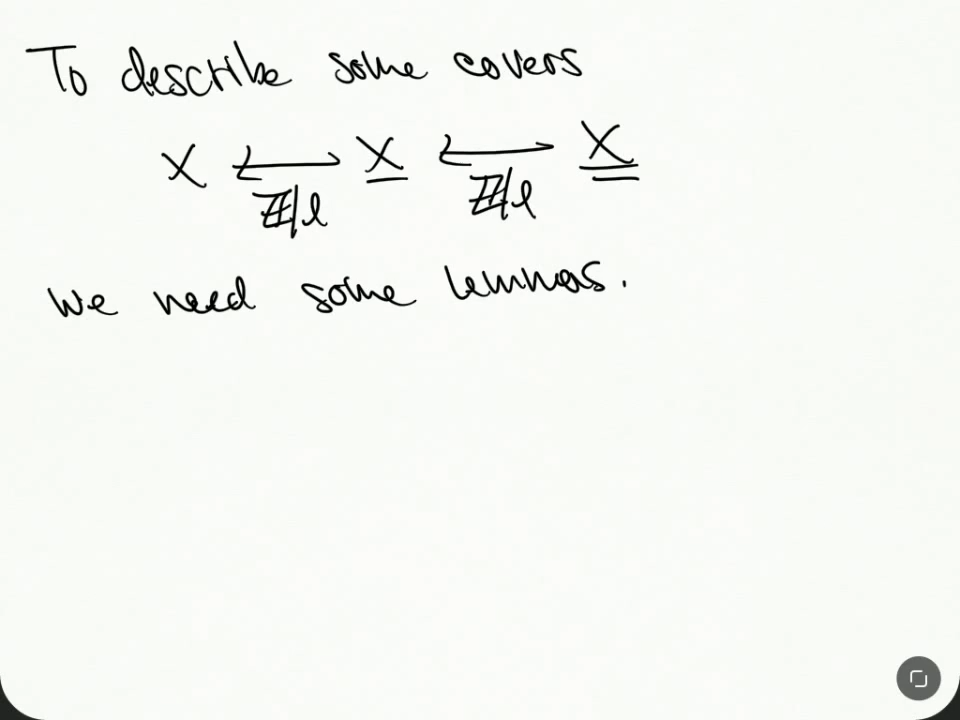 To describe some covers
X ⟵⟶ X̲ ⟵⟶ X̳
ℤ/l ℤ/l
we need some lemmas.